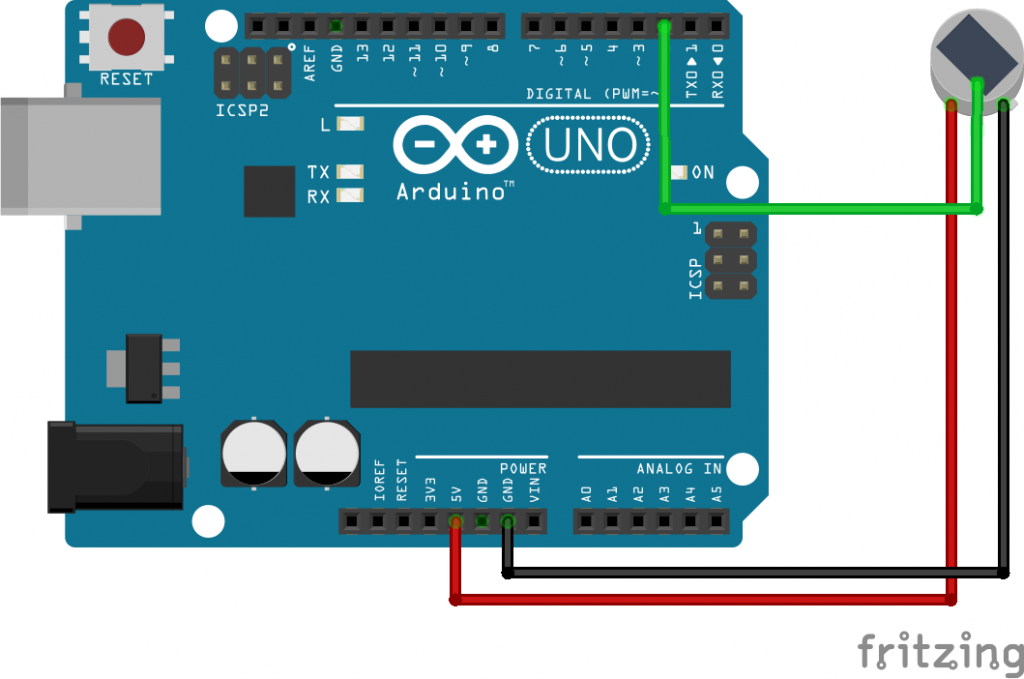 RESET
ICSP2
AREF
GND
13
12
~11
~10
~9
8
7
~6
~5
4
~3
TX0▶1
RX0◀0
DIGITAL (PWM=~
L
TX
RX
Arduino™
UNO
ON
1
ICSP
IOREF
RESET
3V3
5V
GND
GND
VIN
POWER
ANALOG IN
A0
A1
A2
A3
A4
A5
fritzing